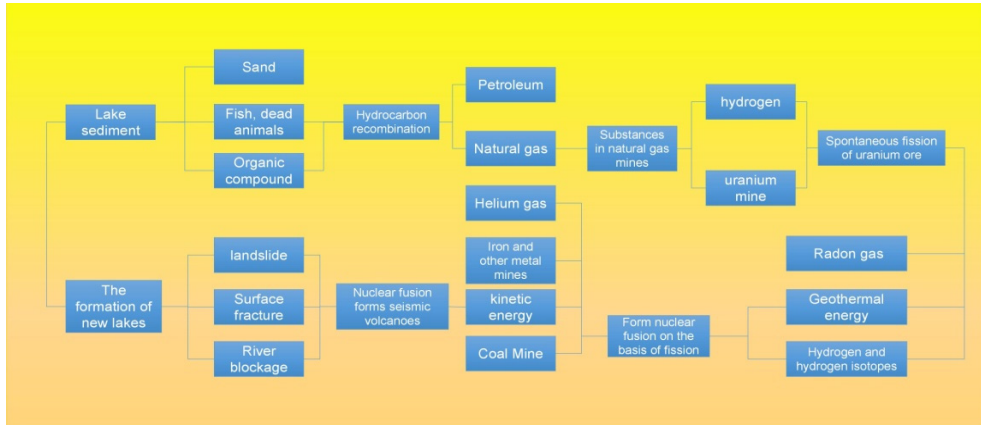 Sand
Lake
sediment
Fish, dead
animals
Organic
compound
Hydrocarbon
recombination
Petroleum
Natural gas
Substances
in natural gas
mines
hydrogen
uranium
mine
Spontaneous fission
of uranium ore
Helium gas
Iron and
other metal
mines
kinetic
energy
Coal Mine
Radon gas
Geothermal
energy
Hydrogen and
hydrogen isotopes
Form nuclear
fusion on the
basis of fission
Nuclear fusion
forms seismic
volcanoes
landslide
Surface
fracture
River
blockage
The
formation of
new lakes